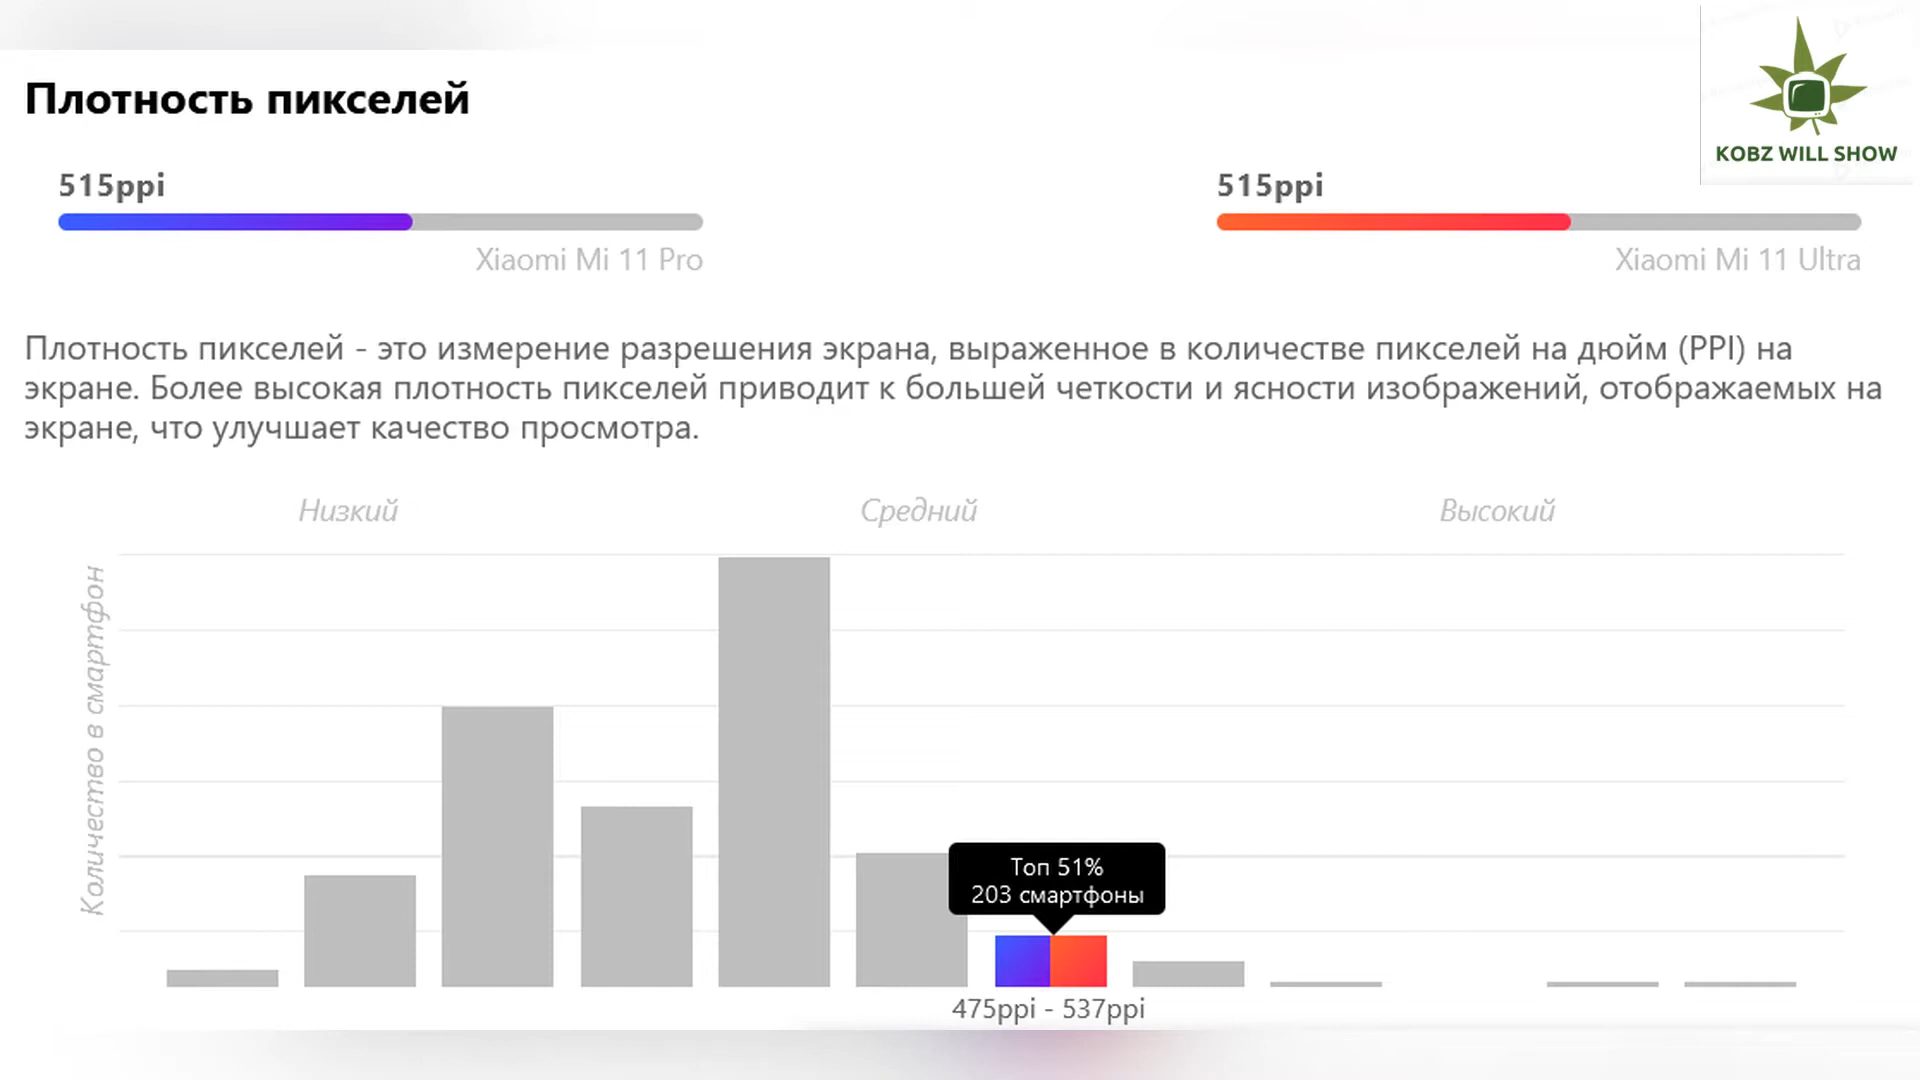 Плотность пикселей
KOBZ WILL SHOW
515ppi
515ppi
Xiaomi Mi 11 Pro
Xiaomi Mi 11 Ultra
Плотность пикселей - это измерение разрешения экрана, выраженное в количестве пикселей на дюйм (PPI) на
экране. Более высокая плотность пикселей приводит к большей четкости и ясности изображений, отображаемых на
экране, что улучшает качество просмотра.
Низкий
Средний
Высокий
Количество в смартфон
Топ 51%
203 смартфоны
475ppi - 537ppi